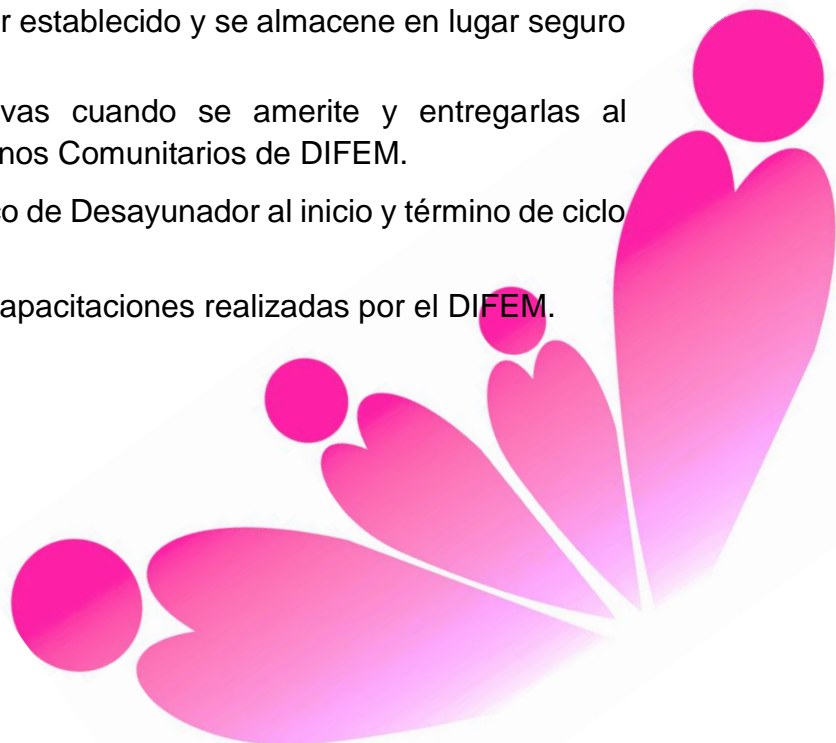 r establecido y se almacene en lugar seguro
vas cuando se amerite y entregarlas al
nos Comunitarios de DIFEM.
o de Desayunador al inicio y término de ciclo
apacitaciones realizadas por el DIFEM.